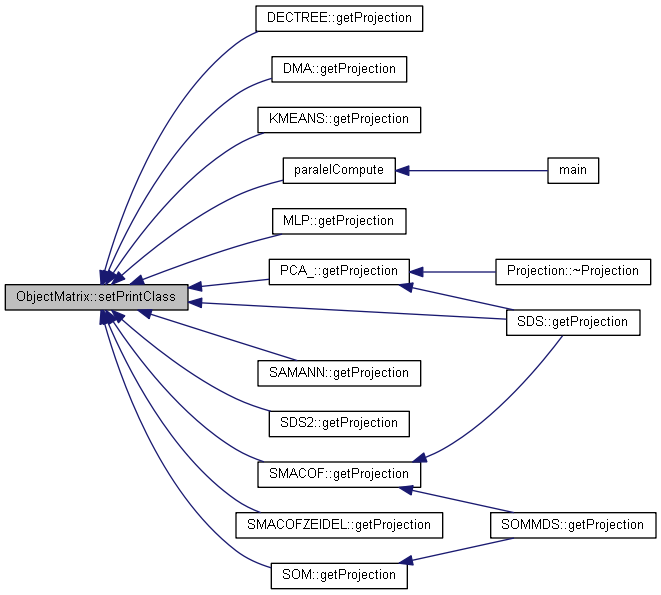 DECTREE::getProjection
DMA::getProjection
KMEANS::getProjection
paralelCompute
main
MLP::getProjection
PCA_::getProjection
Projection::~Projection
ObjectMatrix::setPrintClass
SDS::getProjection
SAMANN::getProjection
SDS2::getProjection
SMACOF::getProjection
SMACOFZEIDEL::getProjection
SOMMDS::getProjection
SOM::getProjection